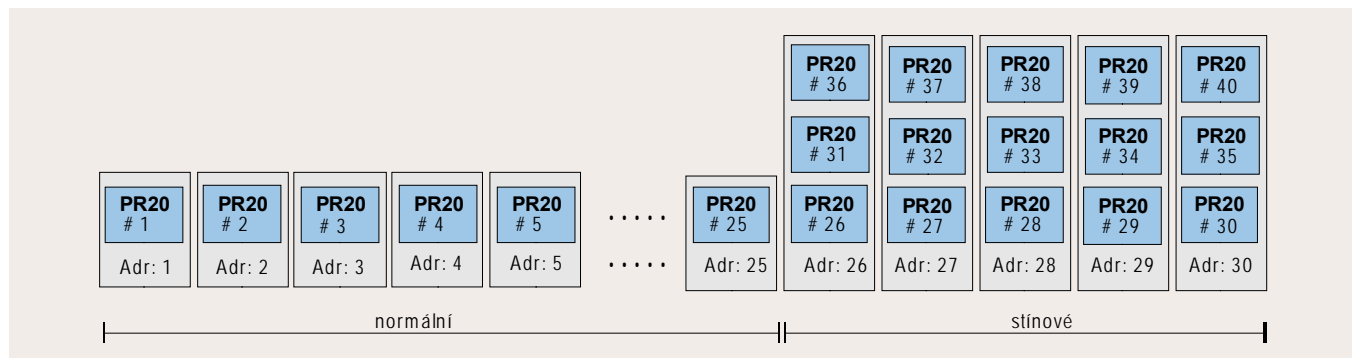 PR20 PR20 PR20 PR20 PR20
# 36 # 37 # 38 # 39 # 40
PR20 PR20 PR20 PR20 PR20
# 31 # 32 # 33 # 34 # 35
PR20 PR20 PR20 PR20 PR20 ..... PR20 PR20 PR20 PR20 PR20 PR20
# 1 # 2 # 3 # 4 # 5 # 25 # 26 # 27 # 28 # 29 # 30
Adr: 1 Adr: 2 Adr: 3 Adr: 4 Adr: 5 ..... Adr: 25 Adr: 26 Adr: 27 Adr: 28 Adr: 29 Adr: 30
normální stínové